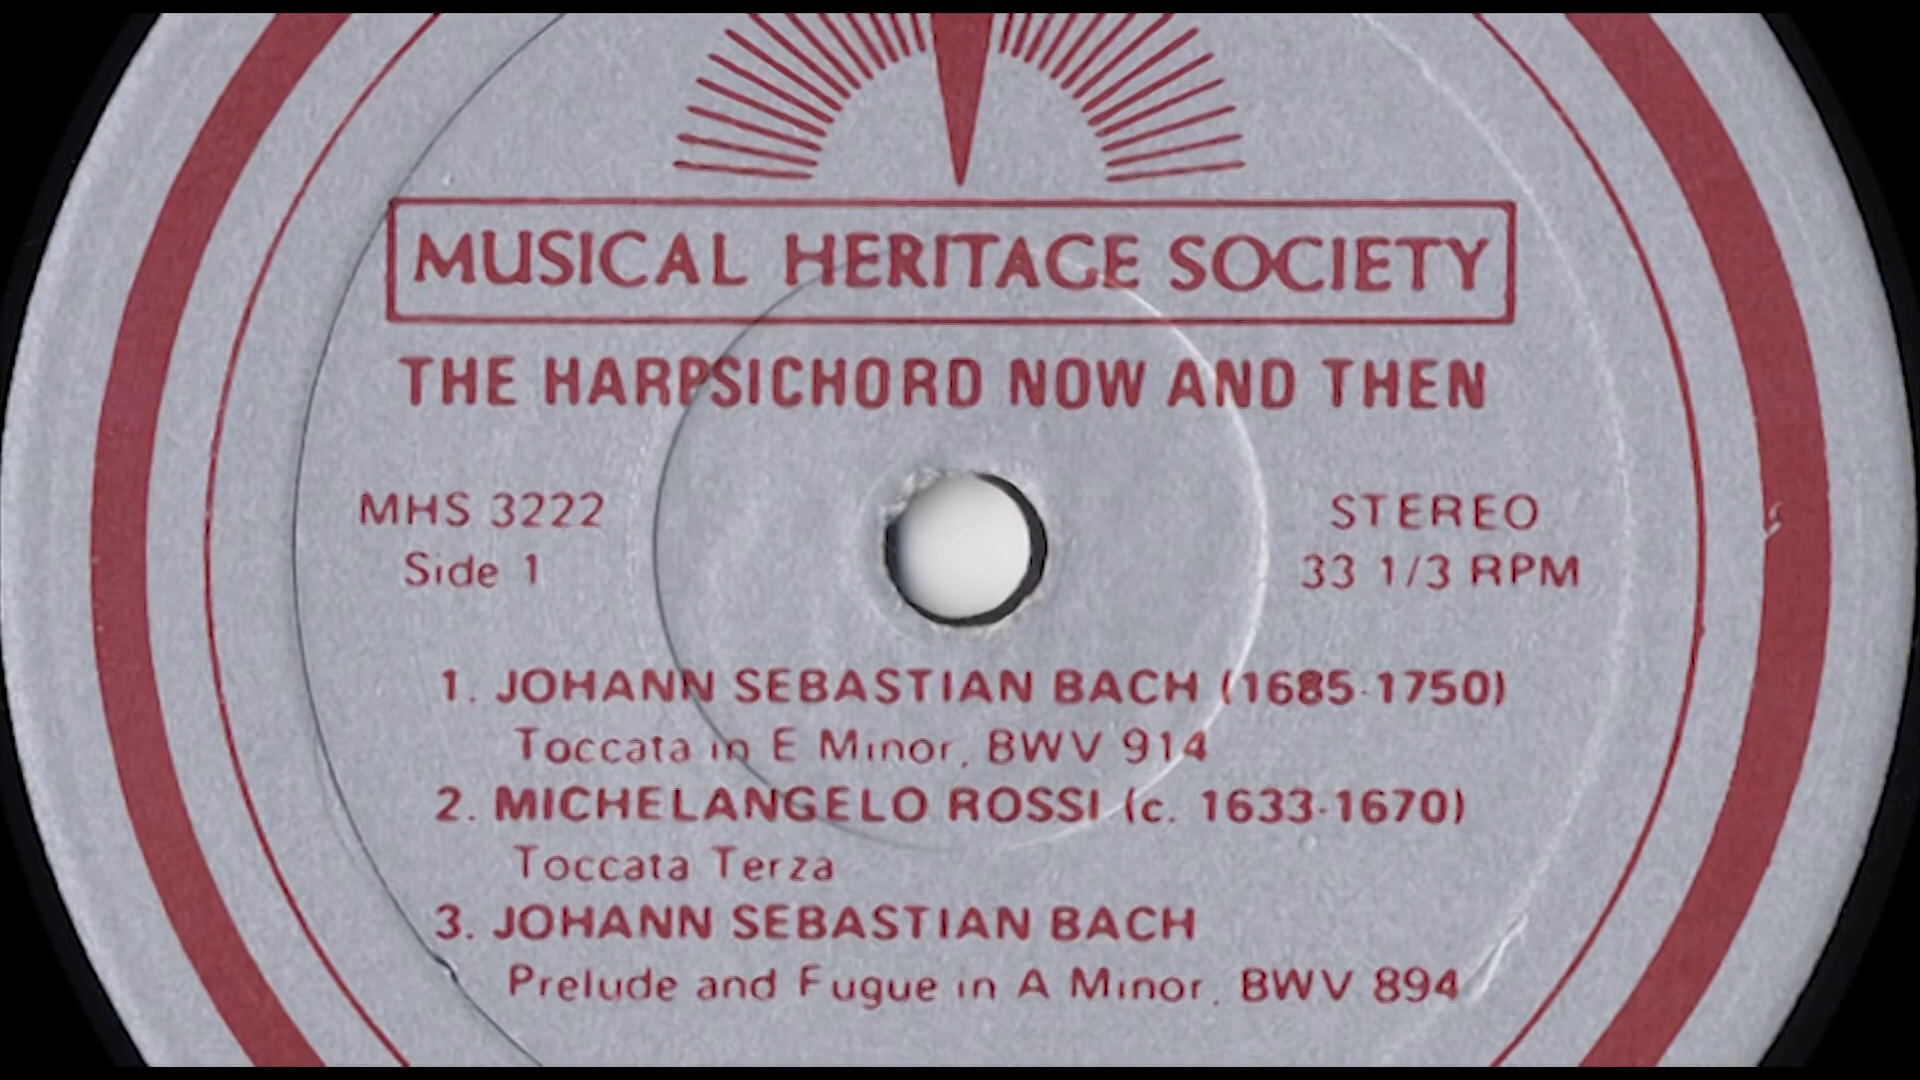 MUSICAL HERITAGE SOCIETY
THE HARPSICHORD NOW AND THEN
MHS 3222
Side 1
STEREO
33 1/3 RPM
1. JOHANN SEBASTIAN BACH (1685-1750)
Toccata in E Minor, BWV 914
2. MICHELANGELO ROSSI (c. 1633-1670)
Toccata Terza
3. JOHANN SEBASTIAN BACH
Prelude and Fugue in A Minor, BWV 894